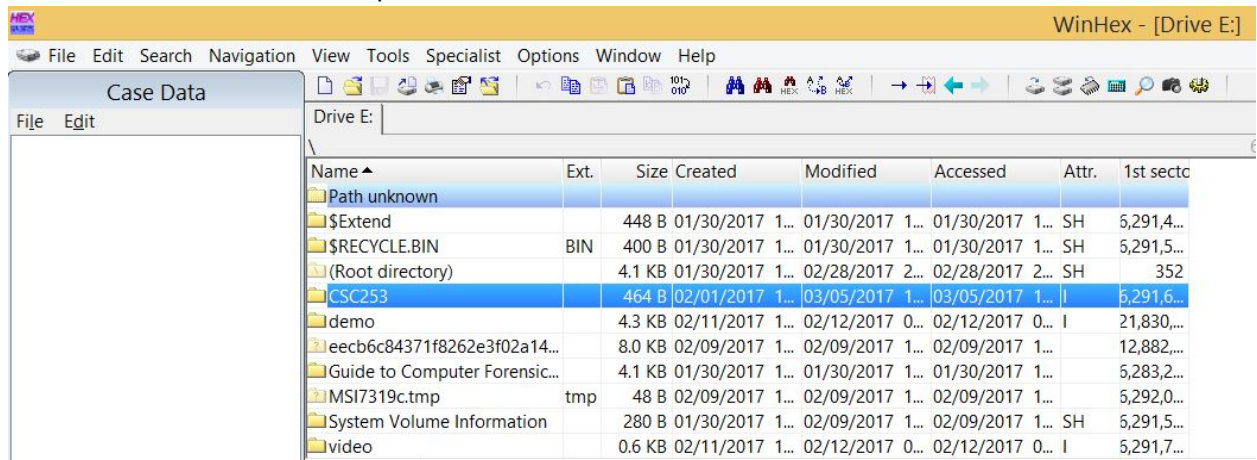 HEX
WinHex - [Drive E:]
File Edit Search Navigation View Tools Specialist Options Window Help
Case Data
File Edit
Drive E:
\
Name Ext. Size Created Modified Accessed Attr. 1st secto
Path unknown
$Extend 448 B 01/30/2017 1... 01/30/2017 1... 01/30/2017 1... SH 6,291,4...
$RECYCLE.BIN BIN 400 B 01/30/2017 1... 01/30/2017 1... 01/30/2017 1... SH 6,291,5...
(Root directory) 4.1 KB 01/30/2017 1... 02/28/2017 2... 02/28/2017 2... SH 352
CSC253 464 B 02/01/2017 1... 03/05/2017 1... 03/05/2017 1... I 6,291,6...
demo 4.3 KB 02/11/2017 1... 02/12/2017 0... 02/12/2017 0... I 21,830,...
eecb6c84371f8262e3f02a14... 8.0 KB 02/09/2017 1... 02/09/2017 1... 02/09/2017 1... 12,882,...
Guide to Computer Forensic... 4.1 KB 01/30/2017 1... 01/30/2017 1... 01/30/2017 1... 6,283,2...
MSI7319c.tmp tmp 48 B 02/09/2017 1... 02/09/2017 1... 02/09/2017 1... 6,292,0...
System Volume Information 280 B 01/30/2017 1... 02/09/2017 1... 02/09/2017 1... SH 6,291,5...
video 0.6 KB 02/11/2017 1... 02/12/2017 0... 02/12/2017 0... I 6,291,7...